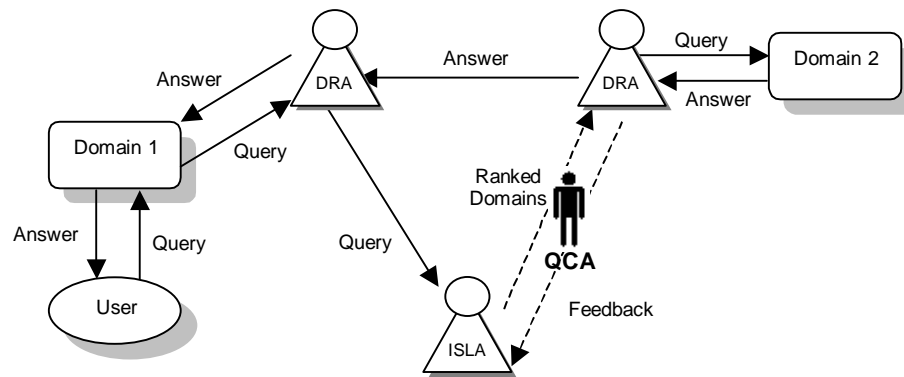 Query
Domain 2
Answer
Answer
DRA
DRA
Answer
Domain 1
Query
Ranked
Domains
Answer
Query
Query
QCA
User
Feedback
ISLA